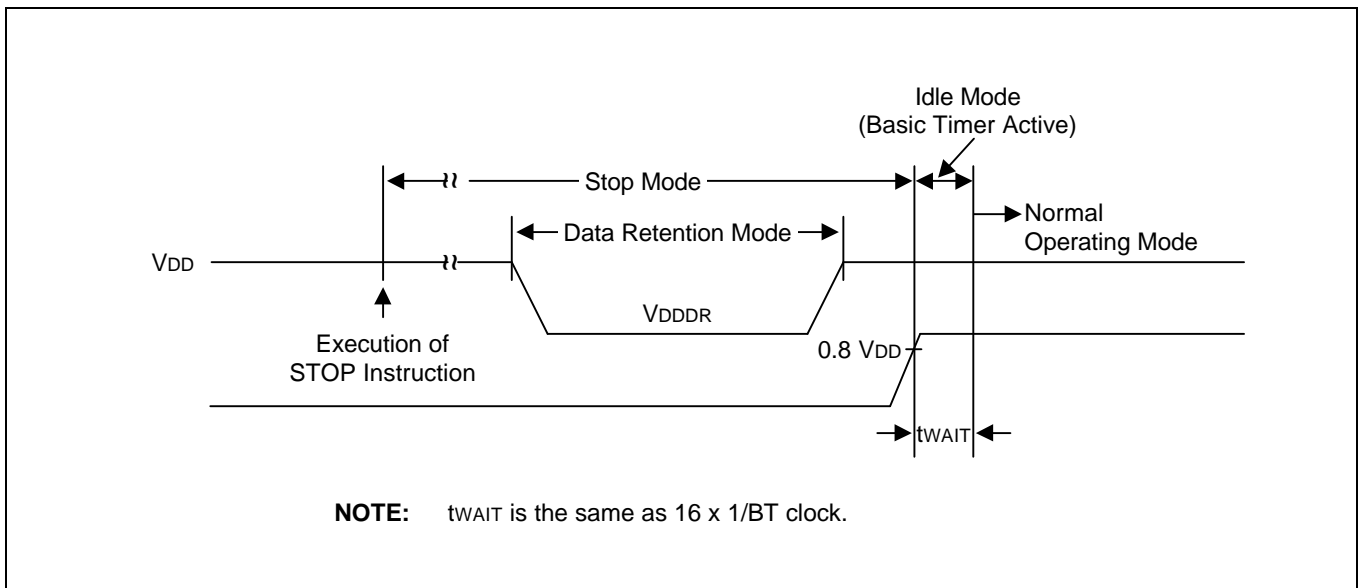 Idle Mode
(Basic Timer Active)
Stop Mode
Normal
Operating Mode
Data Retention Mode
VDD
VDDDR
Execution of
STOP Instruction
0.8 VDD
tWAIT
NOTE: tWAIT is the same as 16 x 1/BT clock.